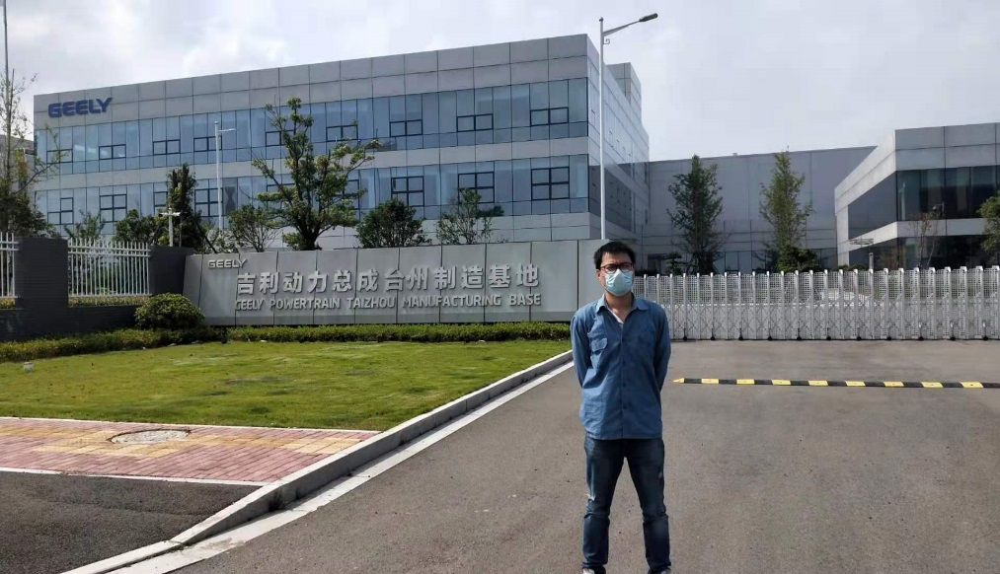 GEELY
GEELY
吉利动力总成台州制造基地
GEELY POWERTRAIN TAIZHOU MANUFACTURING BASE